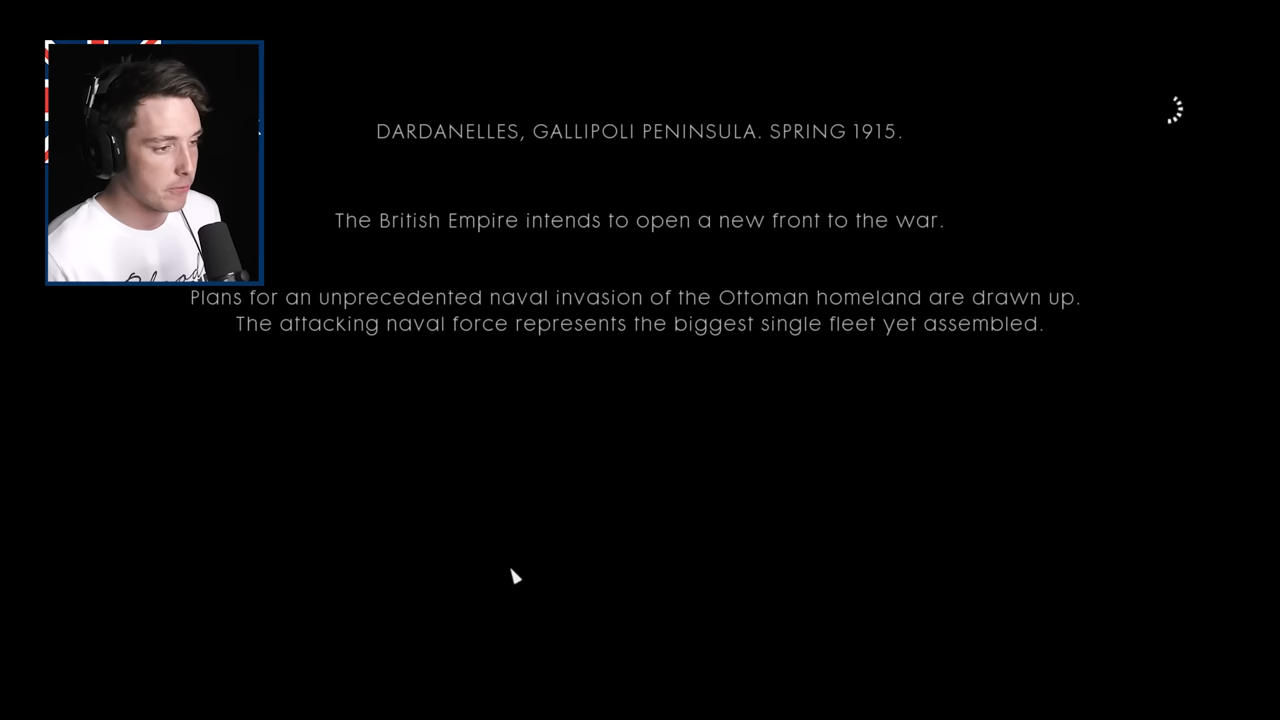 DARDANELLES, GALLIPOLI PENINSULA. SPRING 1915.
The British Empire intends to open a new front to the war.
Plans for an unprecedented naval invasion of the Ottoman homeland are drawn up.
The attacking naval force represents the biggest single fleet yet assembled.